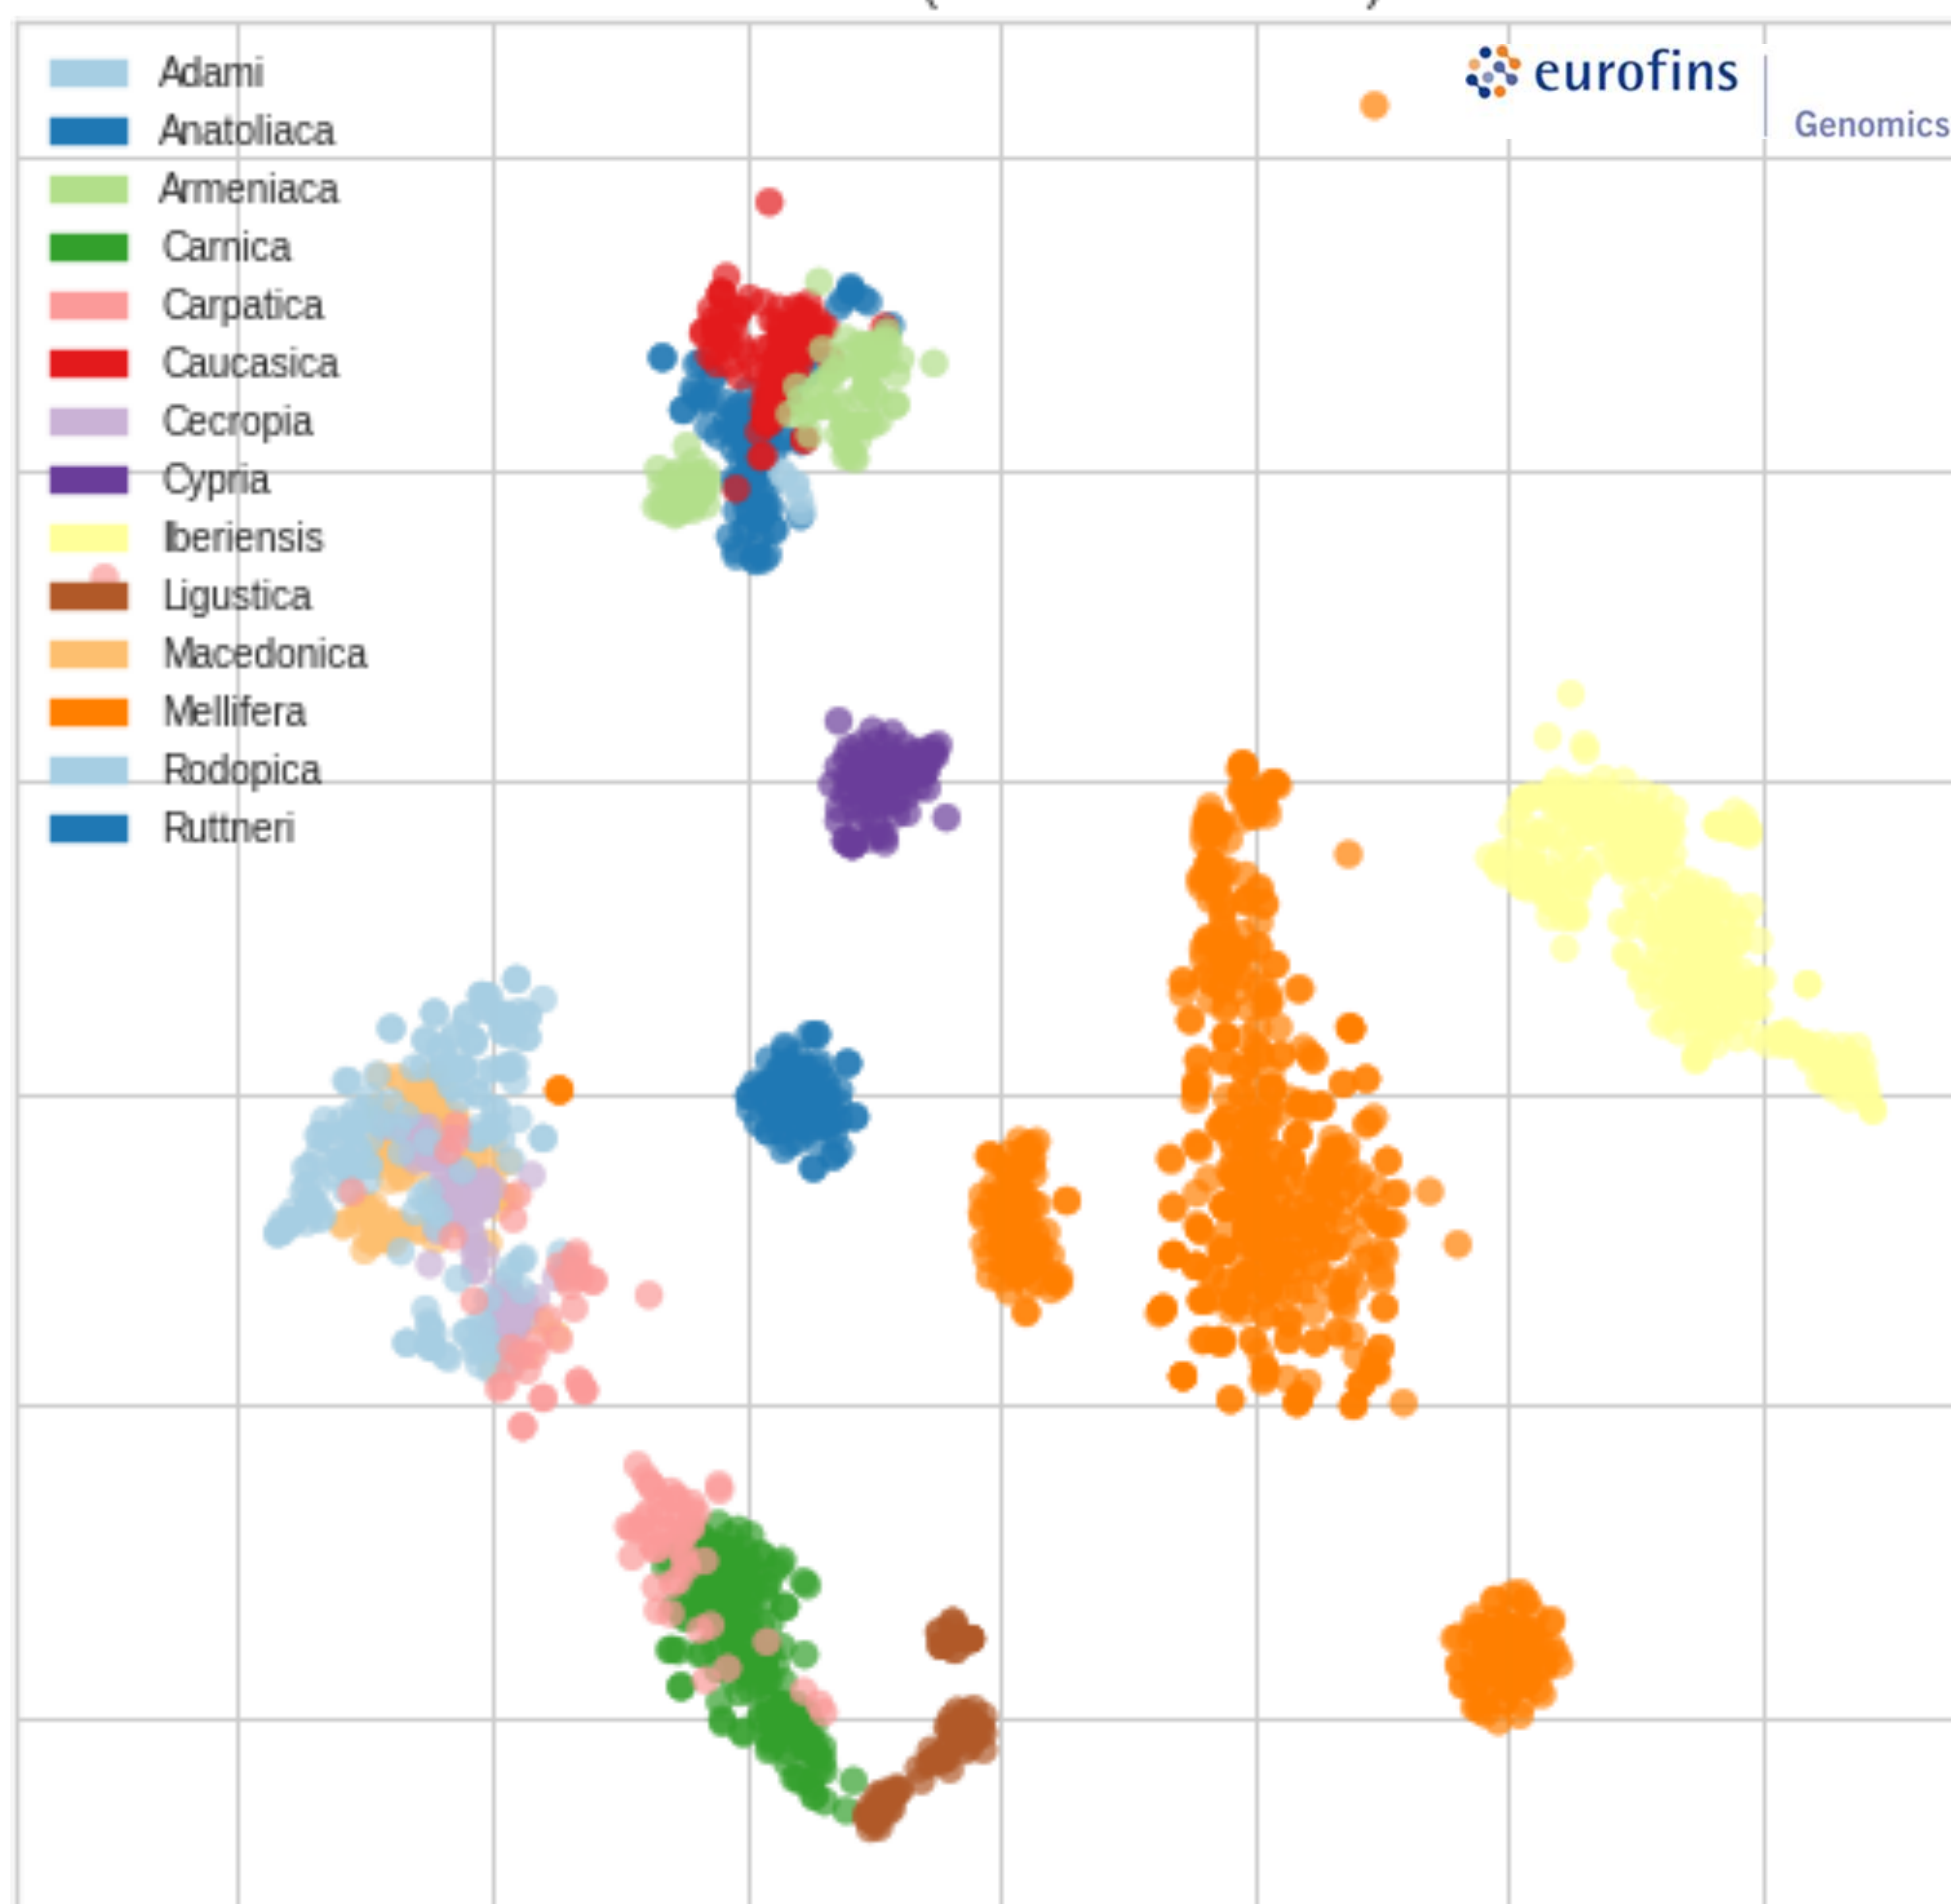 Adami
Anatoliaca
Armeniaca
Carnica
Carpatica
Caucasica
Cecropia
Cypria
Iberiensis
Ligustica
Macedonica
Mellifera
Rodopica
Ruttneri
eurofins
Genomics